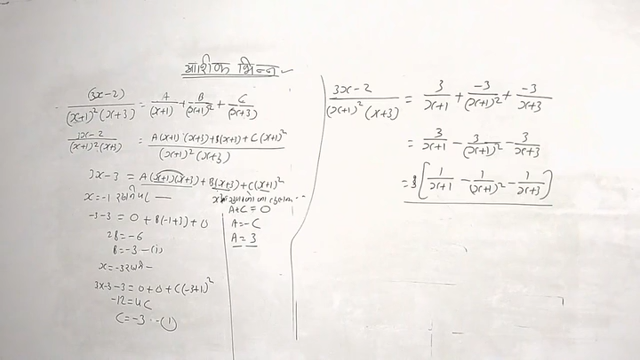 आंशिक भिन्न
(3x-2)/((x+1)²(x+3)) = A/(x+1) + B/(x+1)² + C/(x+3)
3x-2/((x+1)²(x+3)) = A(x+1)(x+3)+B(x+3)+C(x+1)²/((x+1)²(x+3))
3x-3 = A(x+1)(x+3)+B(x+3)+C(x+1)²
x=-1 रखने पर —
-3-3 = 0+B(-1+3)+0
2B=-6
B=-3 -(i)
x=-3 रखने -
3x-3-3=0+0+C(-3+1)²
-12=4C
C=-3 --(i)
A+C=0
A=-C
A=3
3x-2/((x+1)²(x+3)) = 3/(x+1) + -3/(x+1)² + -3/(x+3)
= 3/(x+1) - 3/(x+1)² - 3/(x+3)
=3[1/(x+1) - 1/(x+1)² - 1/(x+3)]